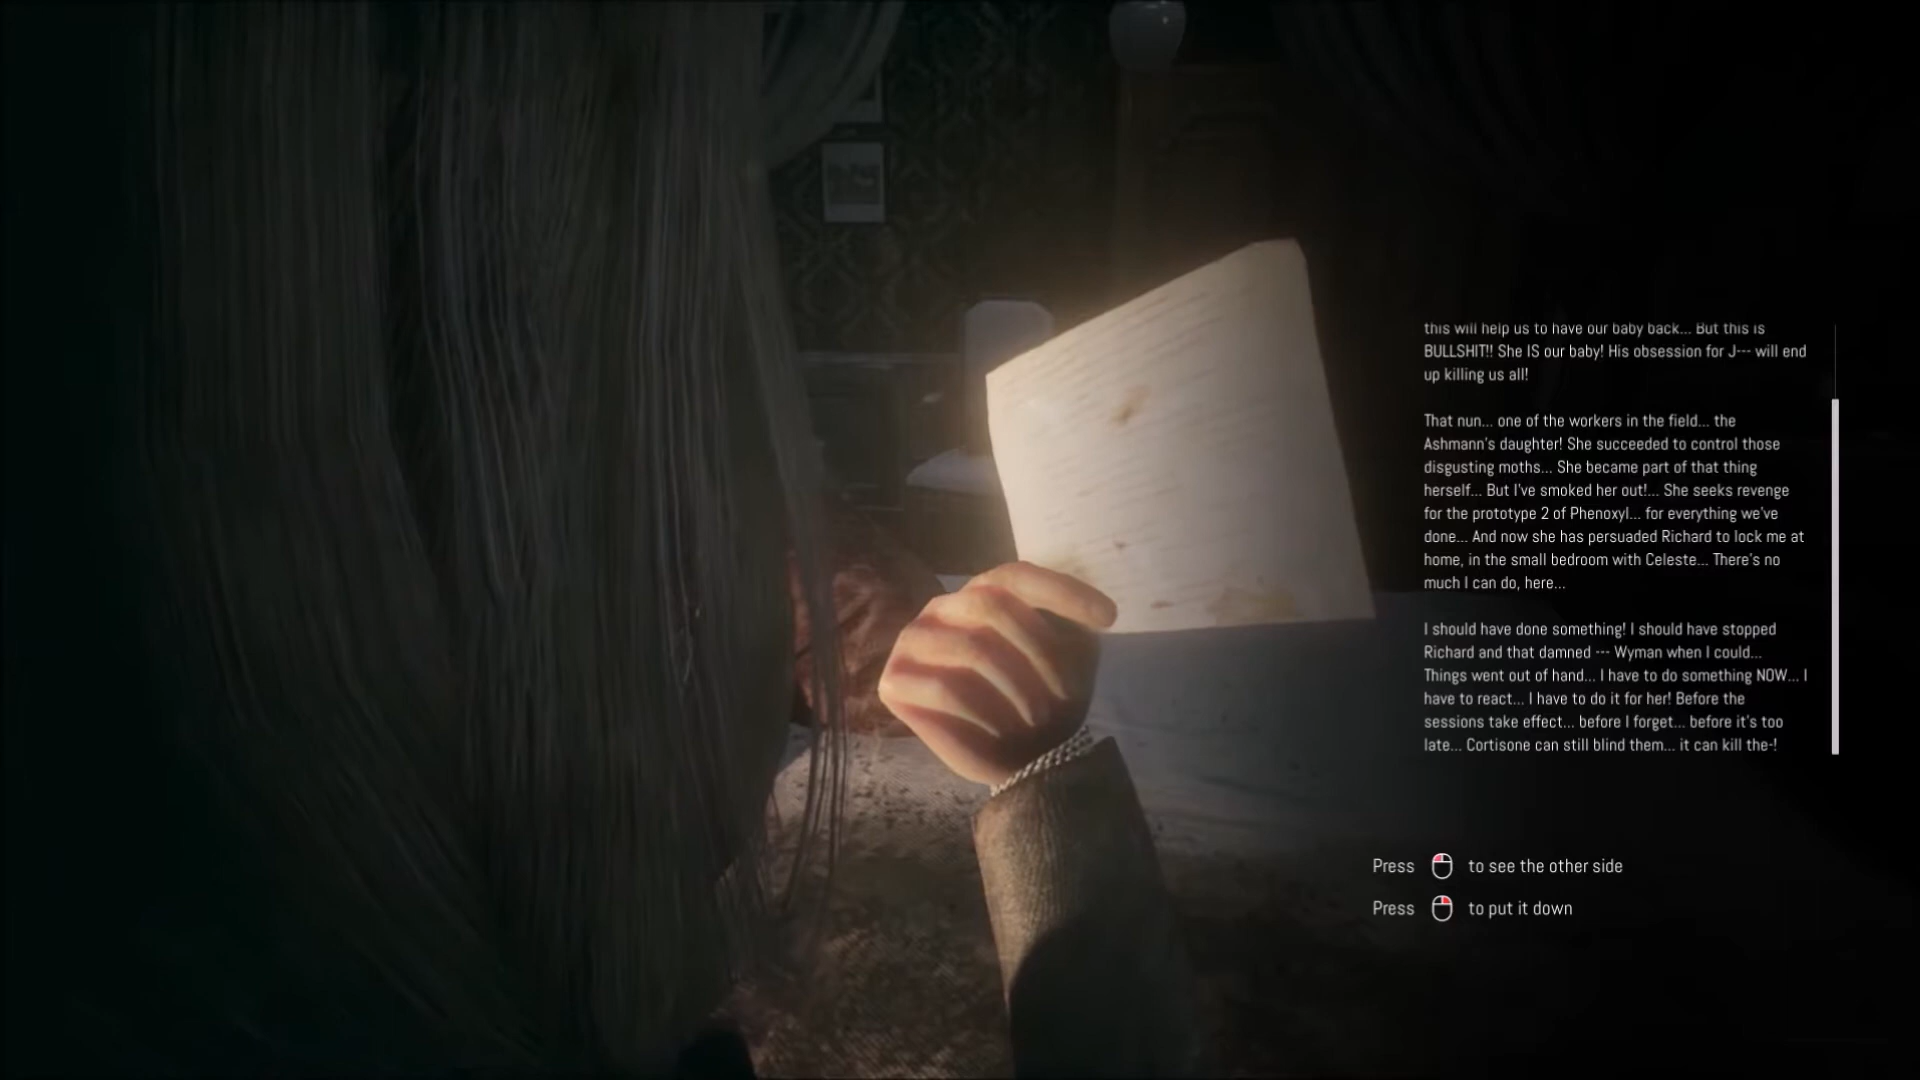 this will help us to have our baby back... But this is
BULLSHIT!! She IS our baby! His obsession for J--- will end
up killing us all!
That nun... one of the workers in the field... the
Ashmann's daughter! She succeeded to control those
disgusting moths... She became part of that thing
herself... But I've smoked her out!... She seeks revenge
for the prototype 2 of Phenoxyl... for everything we've
done... And now she has persuaded Richard to lock me at
home, in the small bedroom with Celeste... There's no
much I can do, here...
I should have done something! I should have stopped
Richard and that damned --- Wyman when I could...
Things went out of hand... I have to do something NOW... I
have to react... I have to do it for her! Before the
sessions take effect... before I forget... before it's too
late... Cortisone can still blind them... it can kill the-!
Press to see the other side
Press to put it down